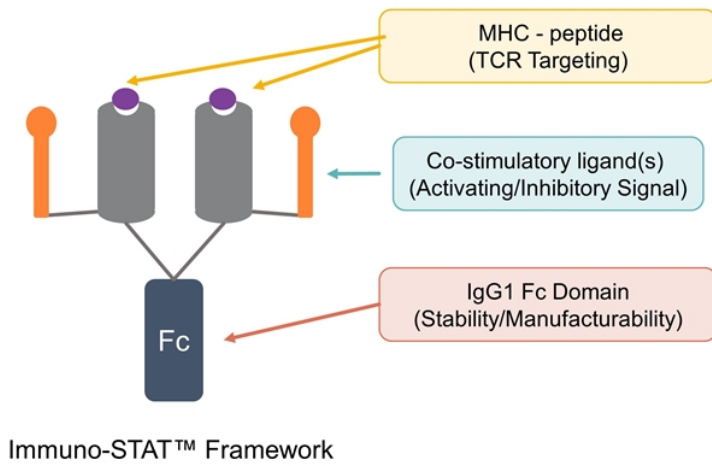 MHC - peptide
(TCR Targeting)
Co-stimulatory ligand(s)
(Activating/Inhibitory Signal)
IgG1 Fc Domain
(Stability/Manufacturability)
Fc
Immuno-STAT™ Framework